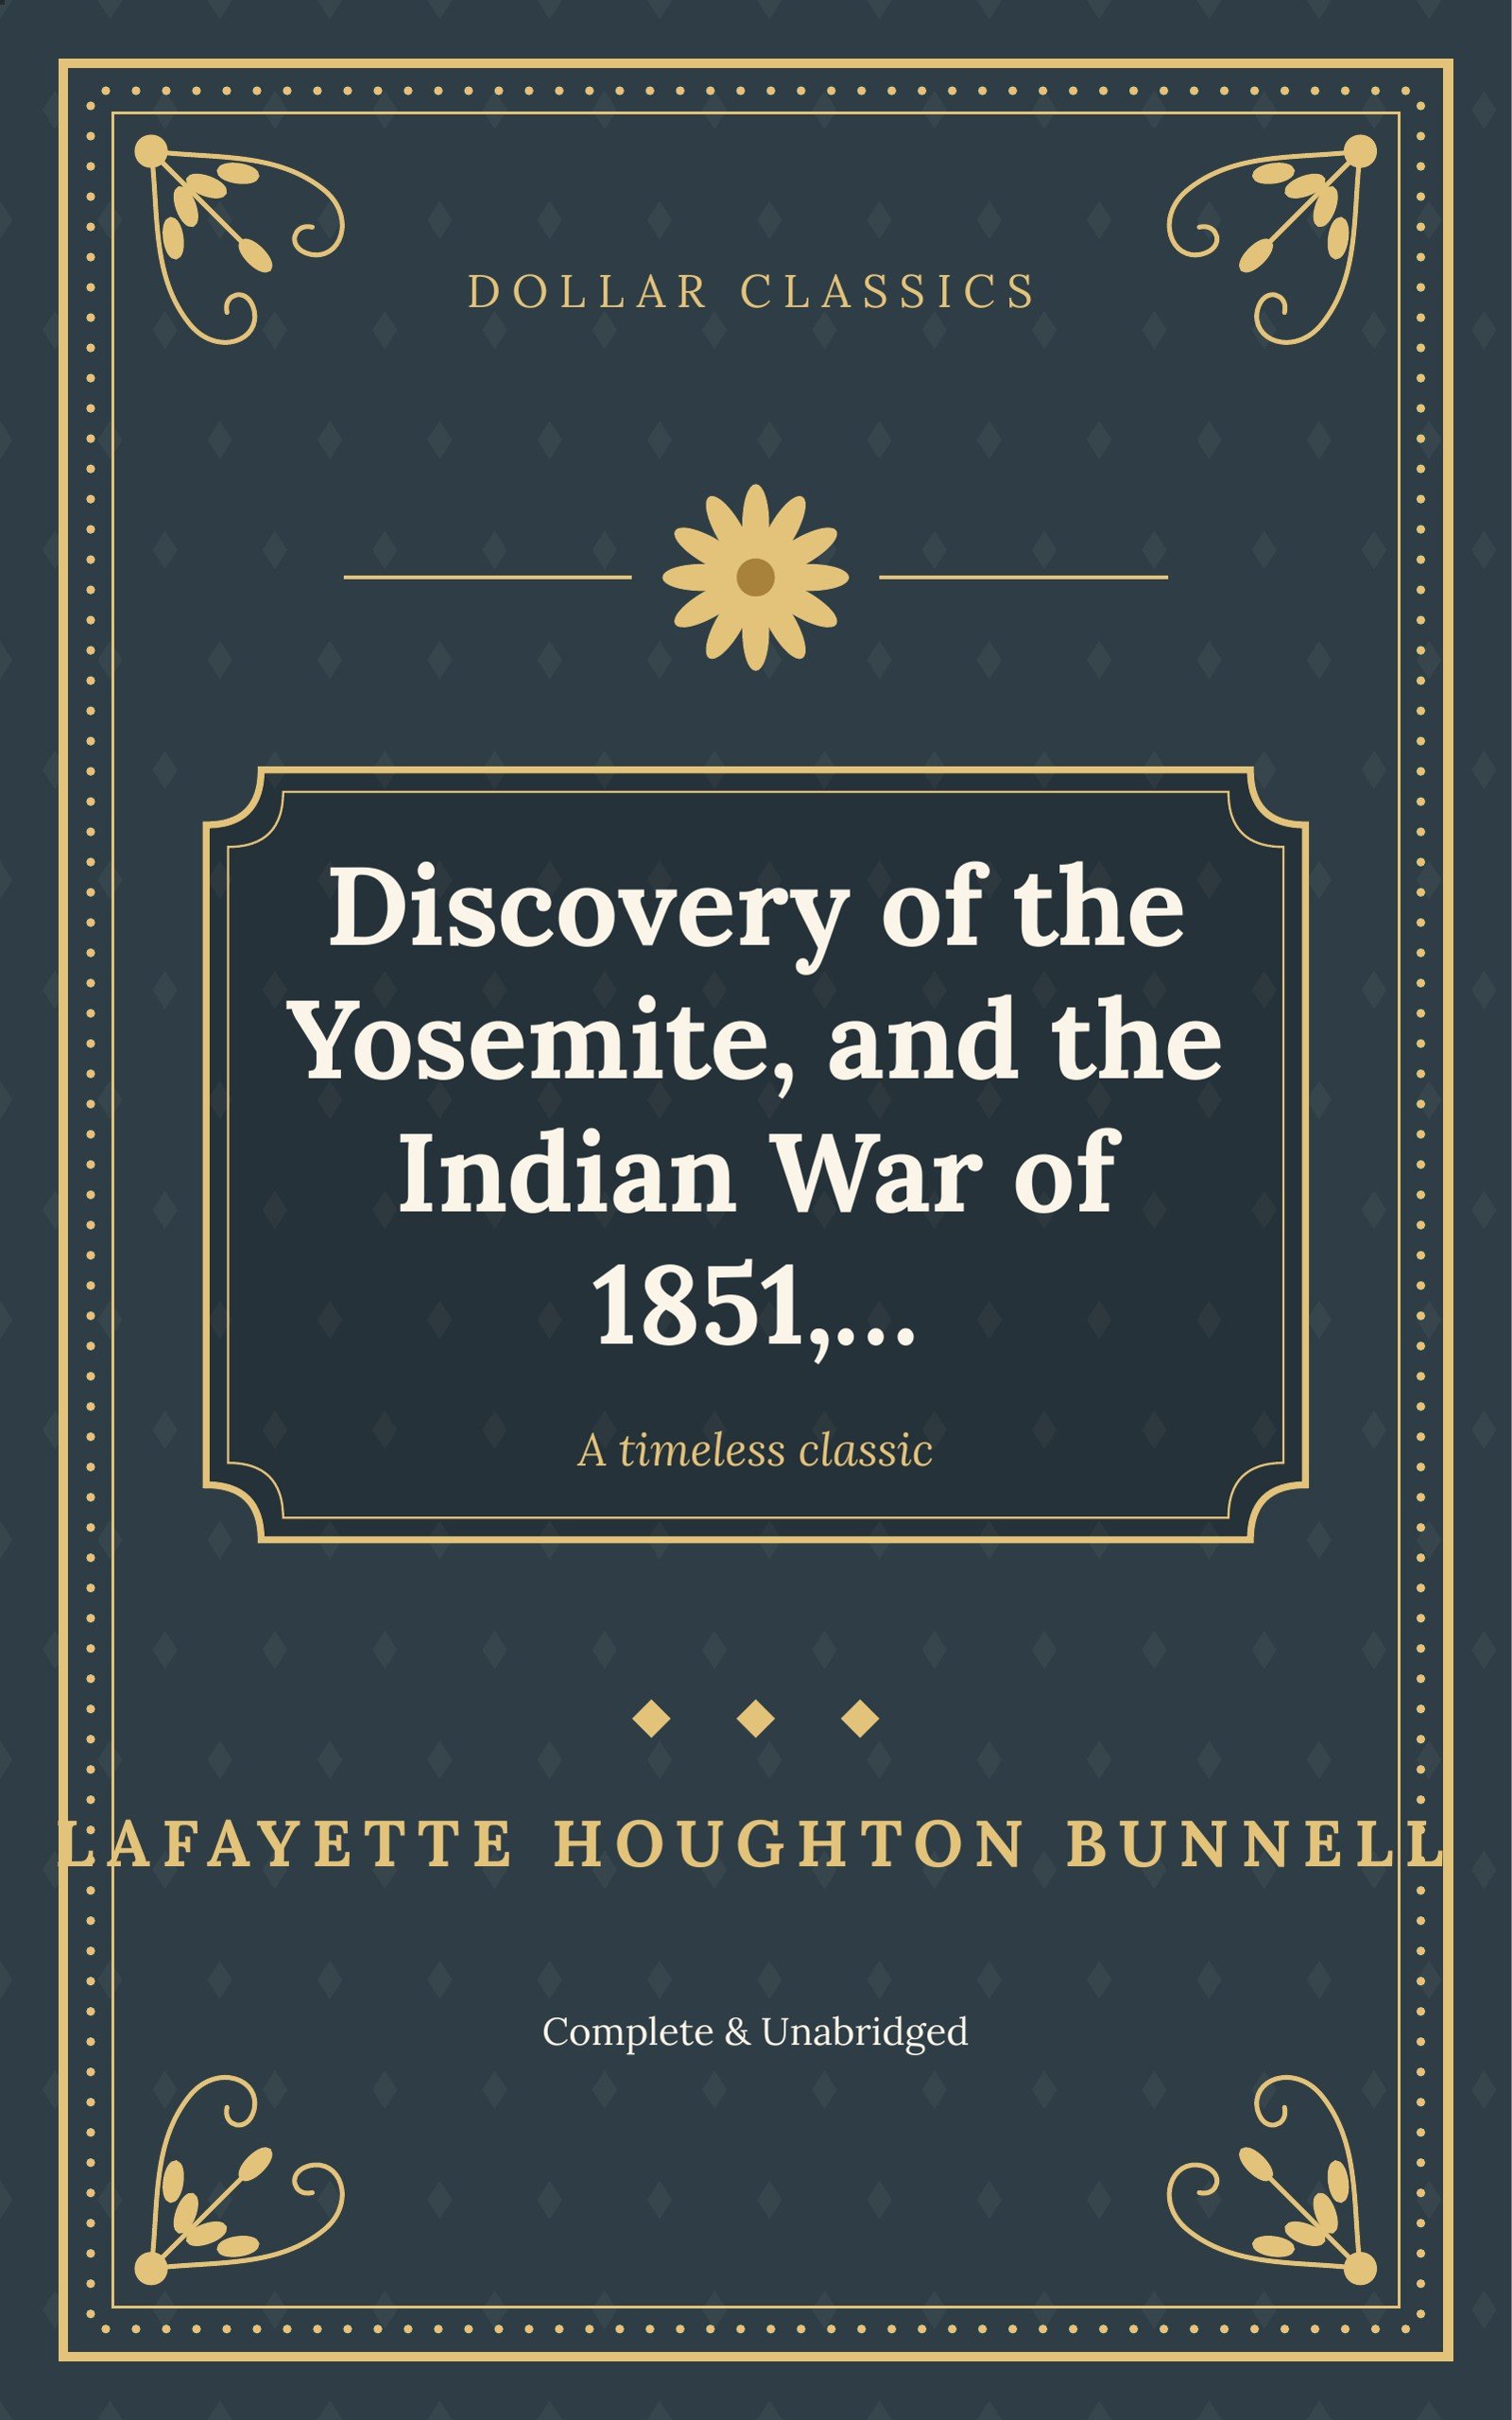 DOLLAR CLASSICS
Discovery of the
Yosemite, and the
Indian War of
1851,...
A timeless classic
LAFAYETTE HOUGHTON BUNNELL
Complete & Unabridged